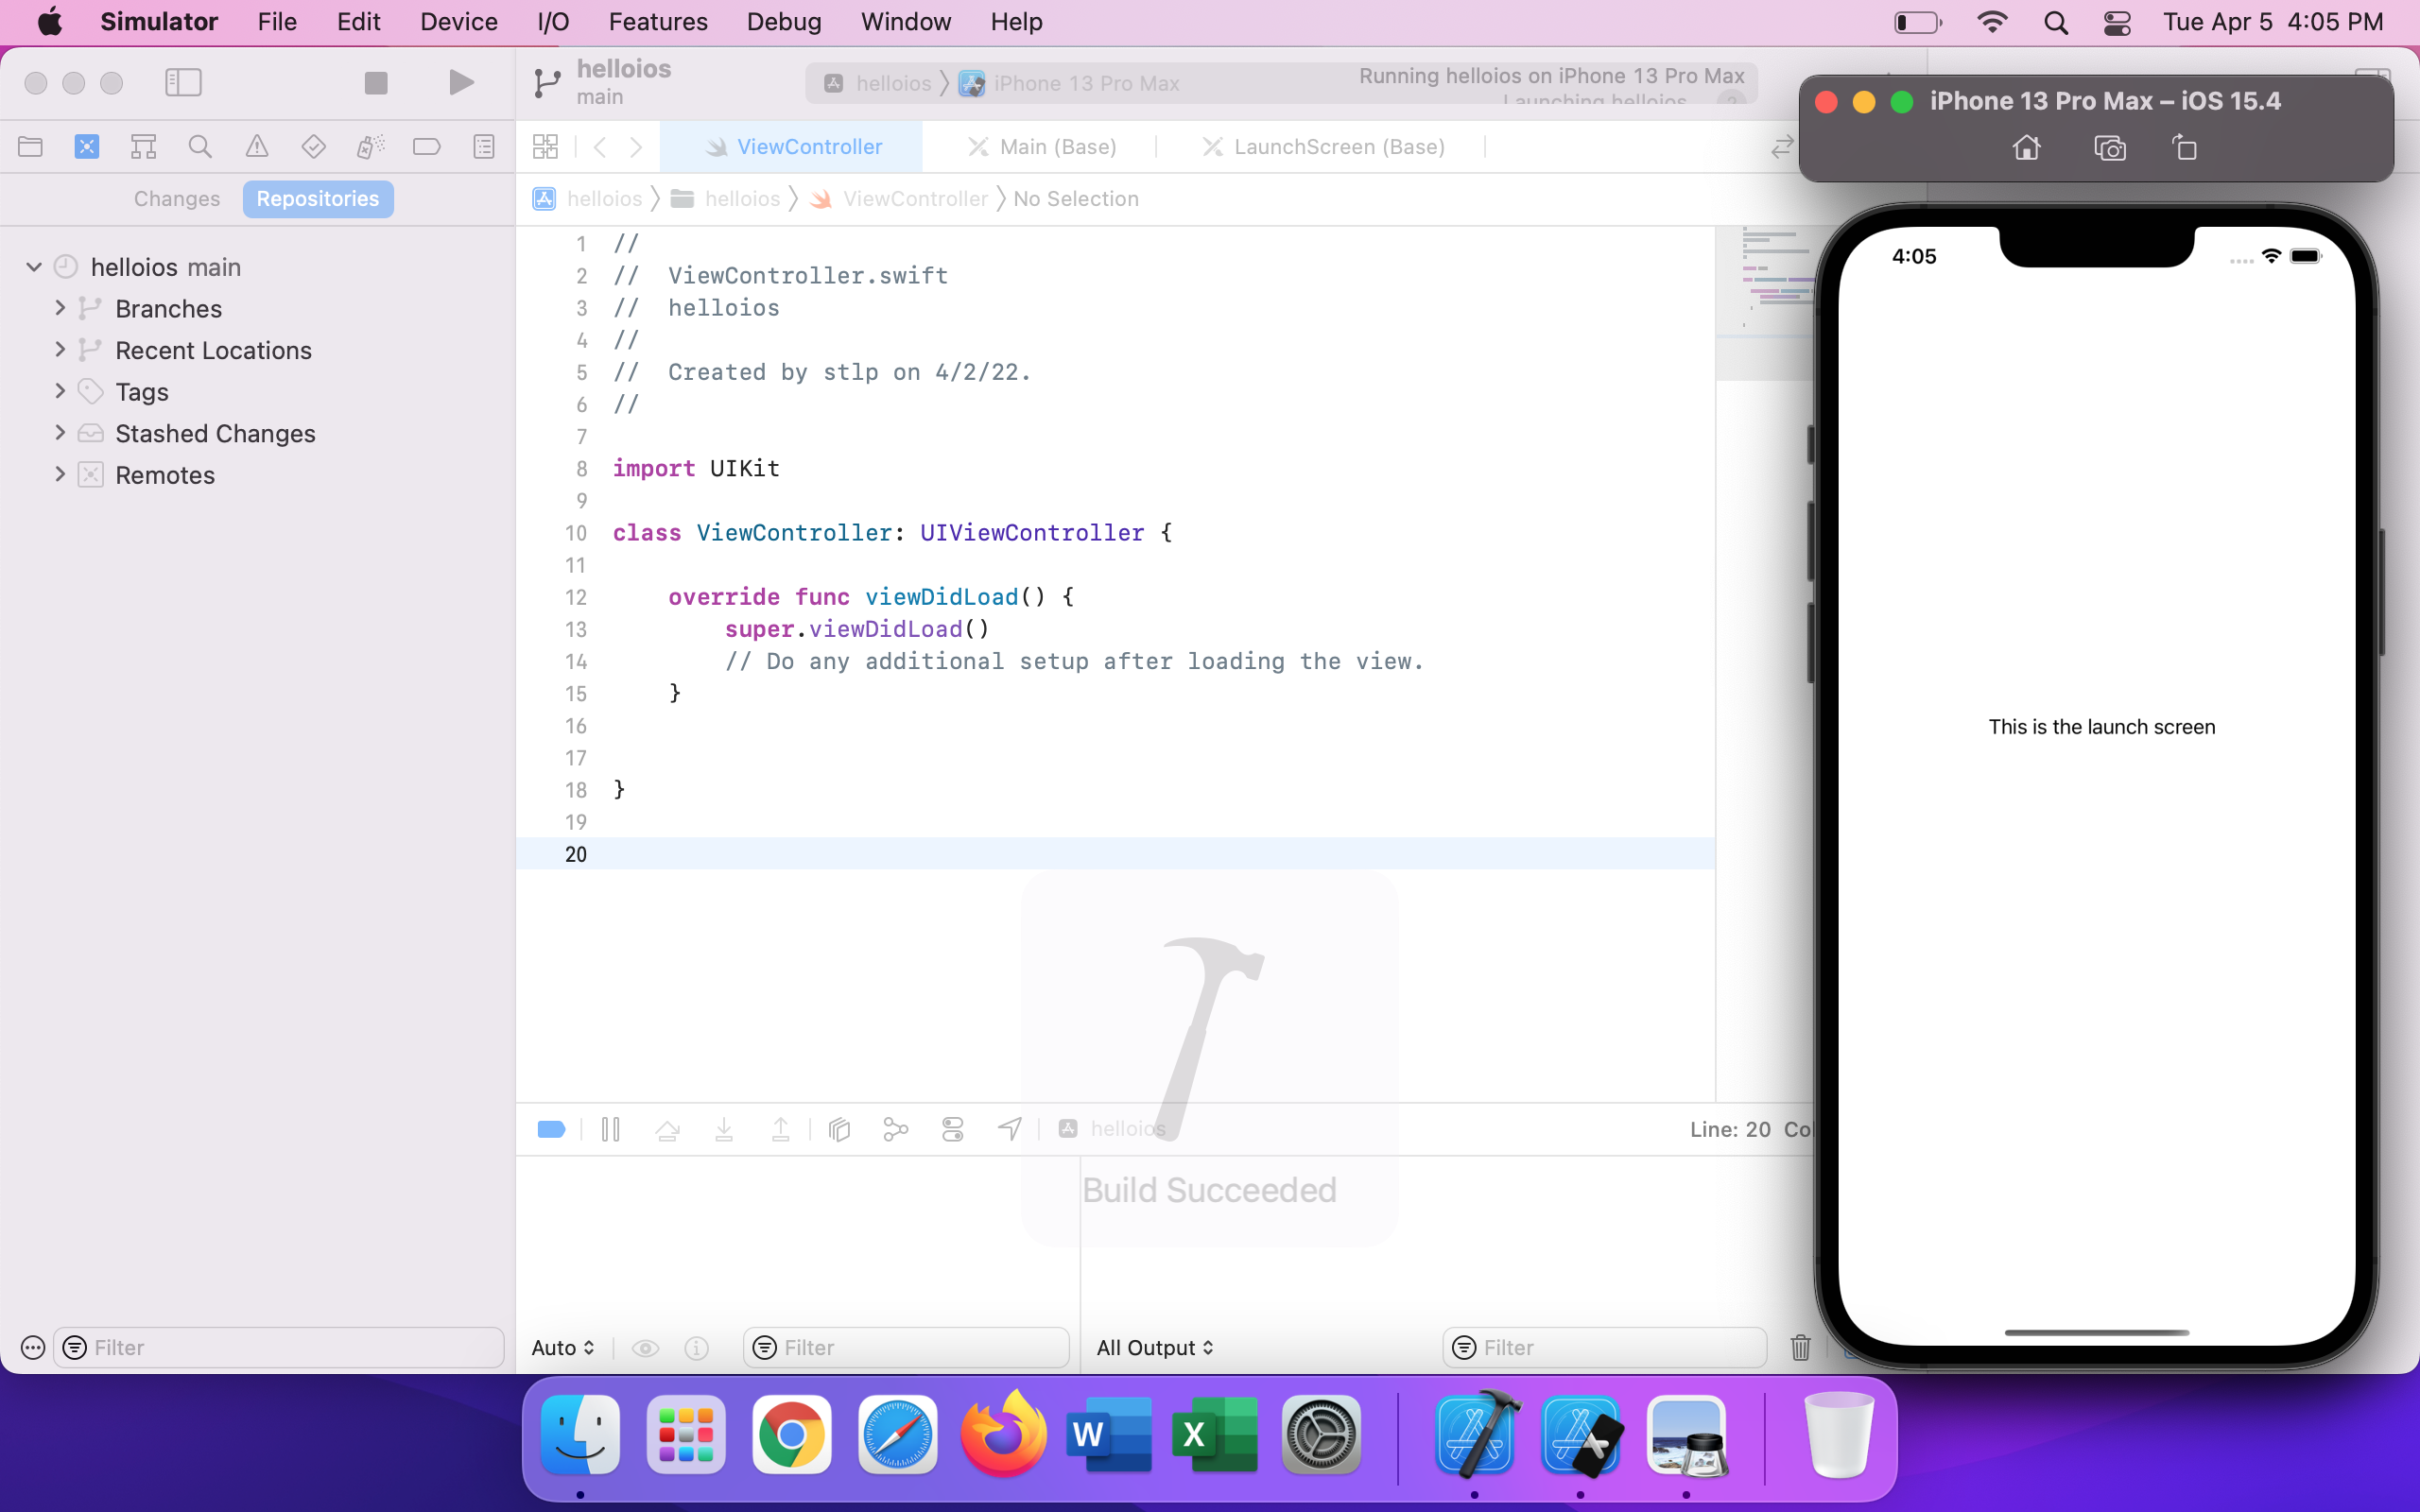 Simulator File Edit Device I/O Features Debug Window Help Tue Apr 5 4:05 PM
helloios
main
helloios iPhone 13 Pro Max
Running helloios on iPhone 13 Pro Max
Launching helloios
2
iPhone 13 Pro Max – iOS 15.4
ViewController Main (Base) LaunchScreen (Base)
Changes Repositories
helloios helloios ViewController No Selection
helloios main
Branches
Recent Locations
Tags
Stashed Changes
Remotes
1 //
2 // ViewController.swift
3 // helloios
4 //
5 // Created by stlp on 4/2/22.
6 //
7
8 import UIKit
9
10 class ViewController: UIViewController {
11
12 override func viewDidLoad() {
13 super.viewDidLoad()
14 // Do any additional setup after loading the view.
15 }
16
17
18 }
19
20
4:05
This is the launch screen
helloios
Line: 20 Col
Build Succeeded
Filter
Auto
Filter
All Output
Filter
W X